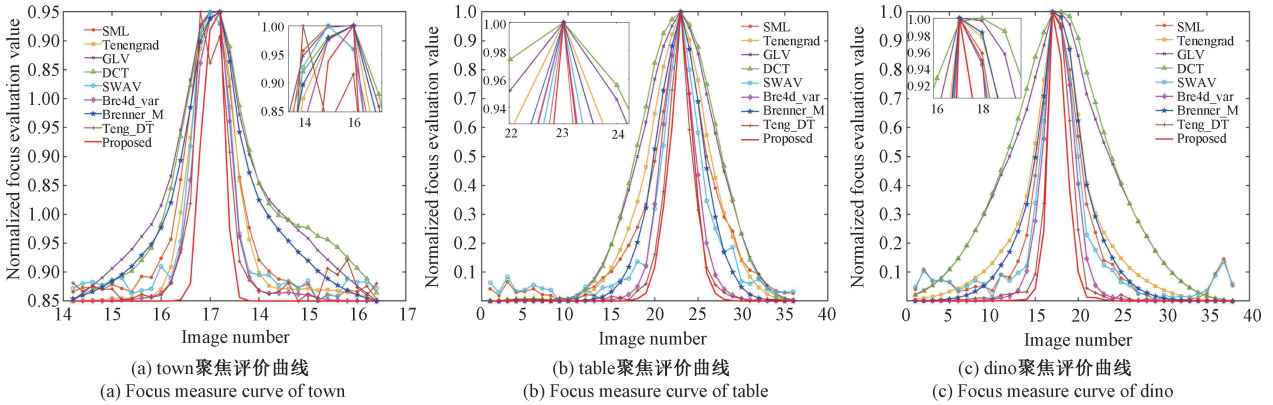 Normalized focus evaluation value
0.95
0.90
0.85
1.00
0.95
0.90
0.85
1.00
0.95
0.90
0.85
14 15 16 17 14 14 16 17
Image number
SML
Tenengrad
GLV
DCT
SWAV
Bre4d_var
Brenner_M
Teng_DT
Proposed
1.00
0.95
0.90
0.85
14 16
(a) town聚焦评价曲线
(a) Focus measure curve of town
Normalized focus evaluation value
1.0
0.9
0.8
0.7
0.6
0.5
0.4
0.3
0.2
0.1
0 5 10 15 20 25 30 35 40
Image number
1.00
0.98
0.96
0.94
22 23 24
SML
Tenengrad
GLV
DCT
SWAV
Bre4d_var
Brenner_M
Teng_DT
Proposed
(b) table聚焦评价曲线
(b) Focus measure curve of table
Normalized focus evaluation value
1.0
0.9
0.8
0.7
0.6
0.5
0.4
0.3
0.2
0.1
0 5 10 15 20 25 30 35 40
Image number
1.00
0.98
0.96
0.94
0.92
16 18
SML
Tenengrad
GLV
DCT
SWAV
Bre4d_var
Brenner_M
Teng_DT
Proposed
(c) dino聚焦评价曲线
(c) Focus measure curve of dino